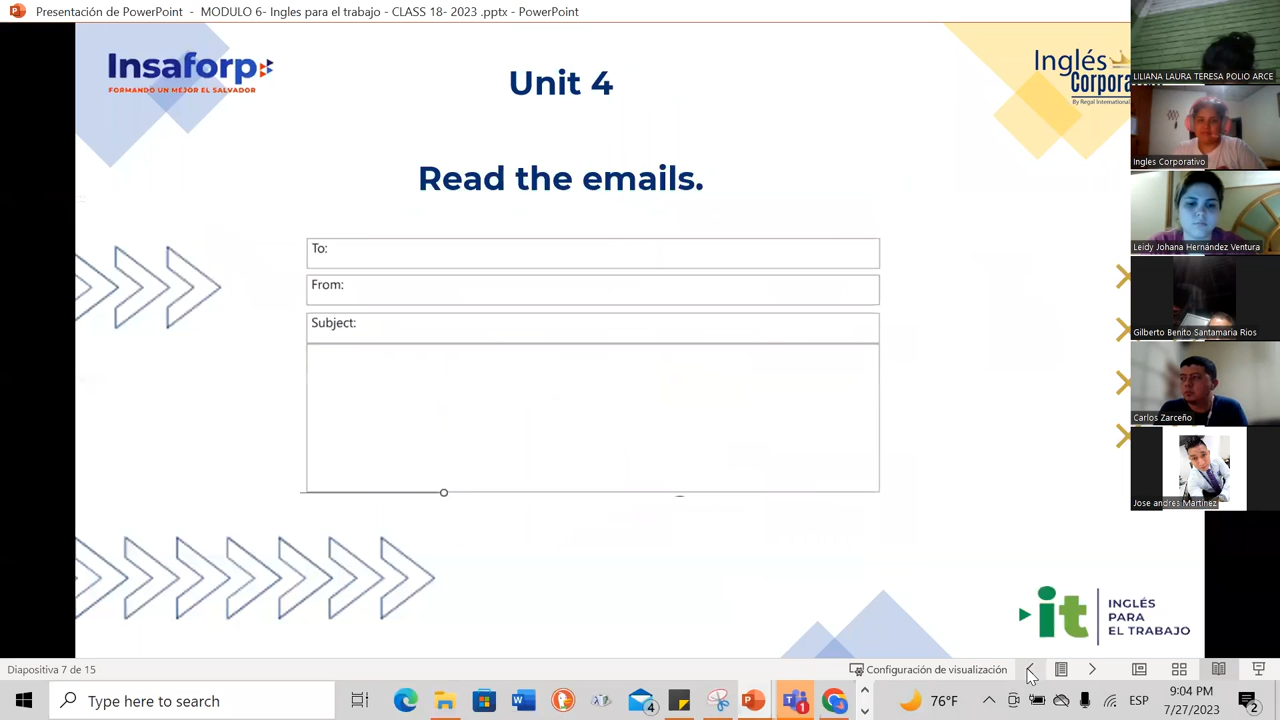 Presentación de PowerPoint - MODULO 6- Ingles para el trabajo - CLASS 18- 2023 .pptx - PowerPoint
Insaforp
FORMANDO UN MEJOR EL SALVADOR
Unit 4
Inglés
Corpora
By Regal International
Read the emails.
To:
From:
Subject:
LILIANA LAURA TERESA POLIO ARCE
Ingles Corporativo
Leidy Johana Hernández Ventura
Gilberto Benito Santamaria Rios
Carlos Zarceño
Jose andres Martinez
it
INGLÉS
PARA
EL TRABAJO
Diapositiva 7 de 15
Configuración de visualización
Type here to search
4
1
76°F
ESP
9:04 PM
7/27/2023
2